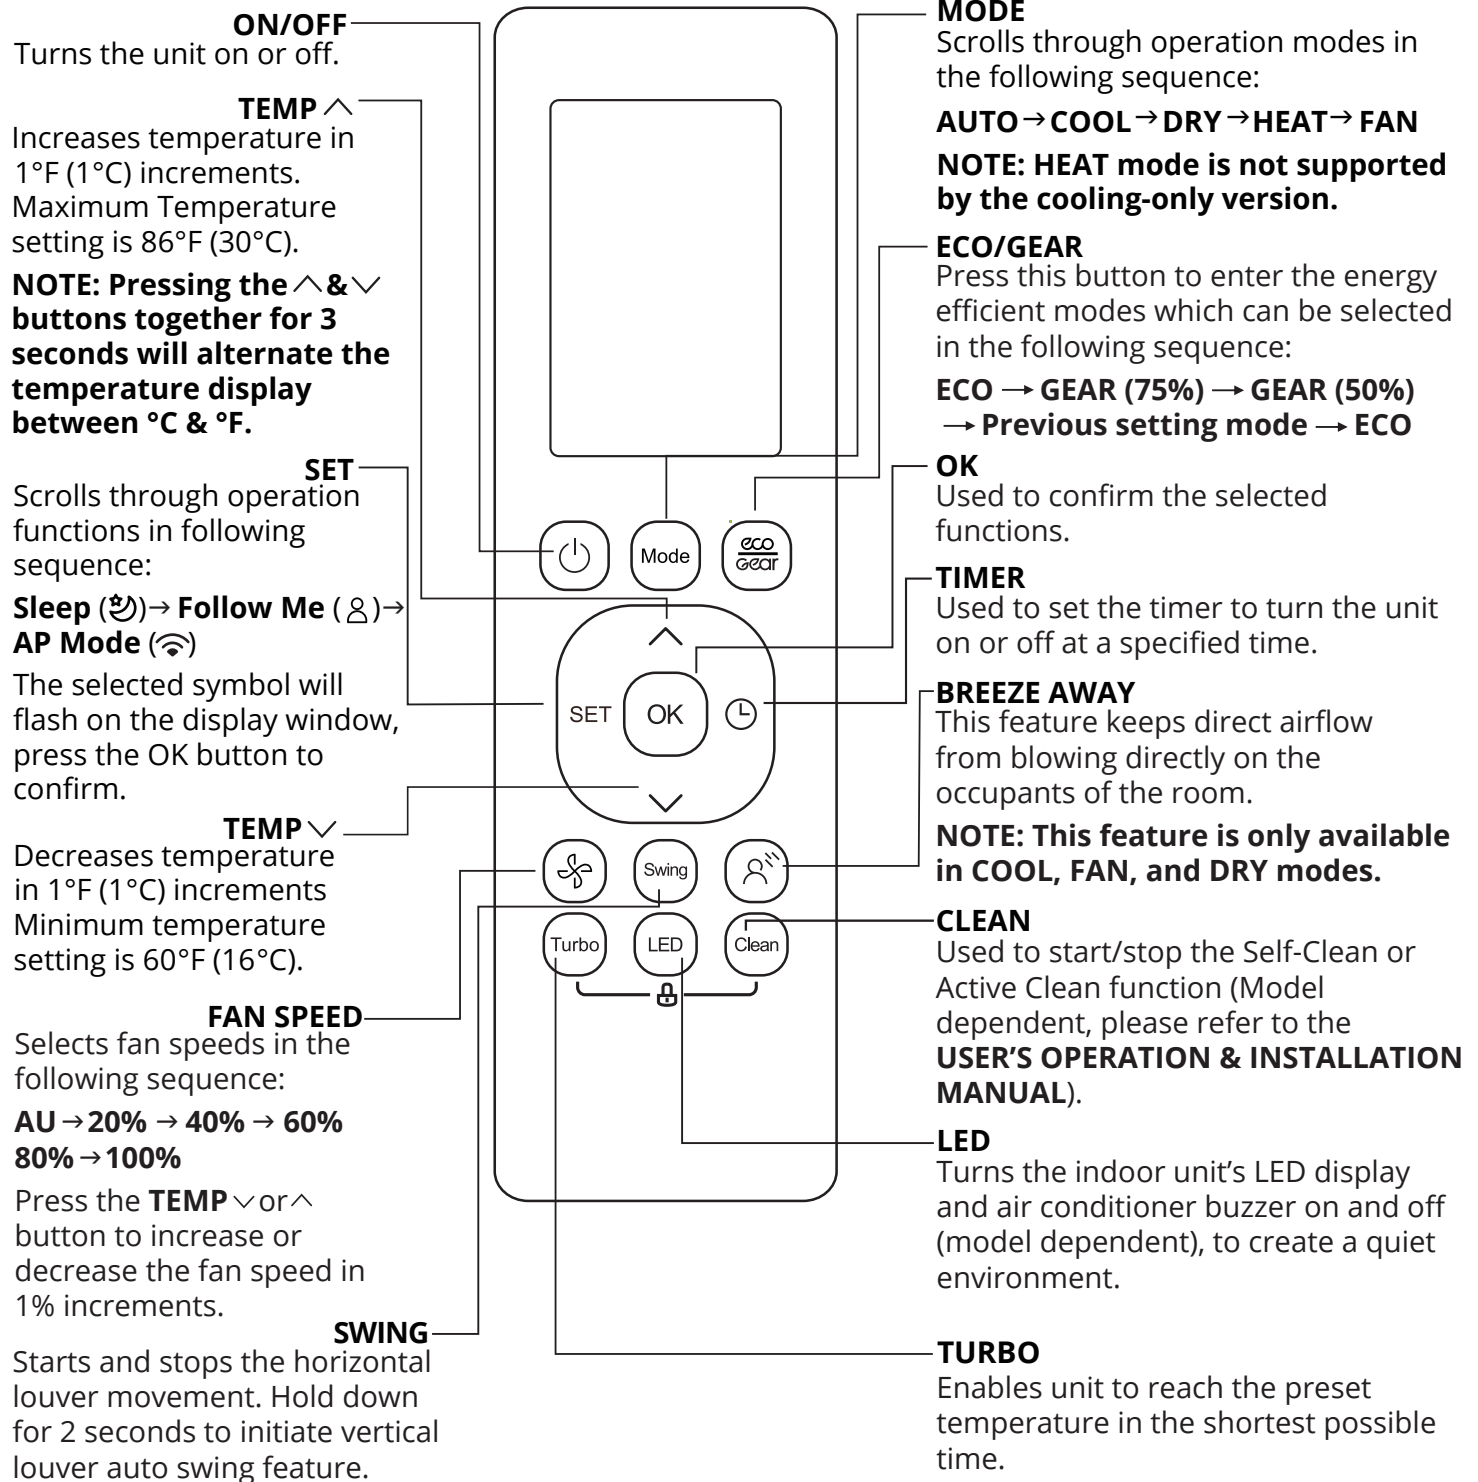 ON/OFF
Turns the unit on or off.
TEMP ∧
Increases temperature in
1°F (1°C) increments.
Maximum Temperature
setting is 86°F (30°C).
NOTE: Pressing the ∧ & ∨
buttons together for 3
seconds will alternate the
temperature display
between °C & °F.
SET
Scrolls through operation
functions in following
sequence:
Sleep ( ) → Follow Me ( ) →
AP Mode ( )
The selected symbol will
flash on the display window,
press the OK button to
confirm.
TEMP ∨
Decreases temperature
in 1°F (1°C) increments
Minimum temperature
setting is 60°F (16°C).
FAN SPEED
Selects fan speeds in the
following sequence:
AU → 20% → 40% → 60%
80% → 100%
Press the TEMP ∨ or ∧
button to increase or
decrease the fan speed in
1% increments.
SWING
Starts and stops the horizontal
louver movement. Hold down
for 2 seconds to initiate vertical
louver auto swing feature.
Mode
eco
Gear
SET
OK
Swing
Turbo
LED
Clean
MODE
Scrolls through operation modes in
the following sequence:
AUTO → COOL → DRY → HEAT → FAN
NOTE: HEAT mode is not supported
by the cooling-only version.
ECO/GEAR
Press this button to enter the energy
efficient modes which can be selected
in the following sequence:
ECO → GEAR (75%) → GEAR (50%)
→ Previous setting mode → ECO
OK
Used to confirm the selected
functions.
TIMER
Used to set the timer to turn the unit
on or off at a specified time.
BREEZE AWAY
This feature keeps direct airflow
from blowing directly on the
occupants of the room.
NOTE: This feature is only available
in COOL, FAN, and DRY modes.
CLEAN
Used to start/stop the Self-Clean or
Active Clean function (Model
dependent, please refer to the
USER'S OPERATION & INSTALLATION
MANUAL).
LED
Turns the indoor unit's LED display
and air conditioner buzzer on and off
(model dependent), to create a quiet
environment.
TURBO
Enables unit to reach the preset
temperature in the shortest possible
time.